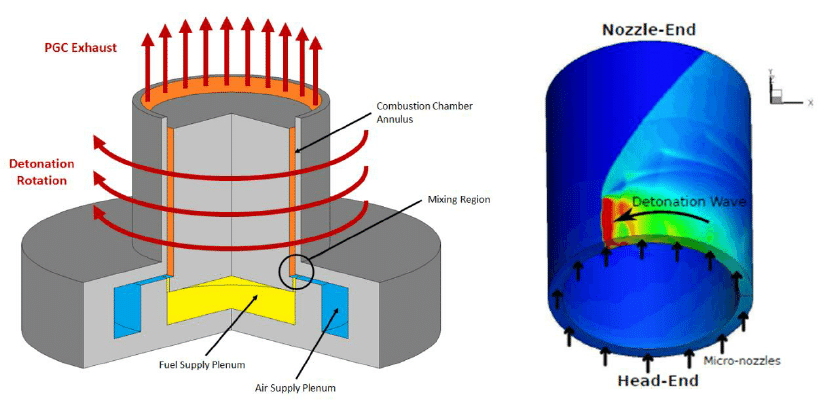 PGC Exhaust
Combustion Chamber
Annulus
Detonation
Rotation
Mixing Region
Fuel Supply Plenum
Air Supply Plenum
Nozzle-End
Y
Z
X
Detonation Wave
Micro-nozzles
Head-End